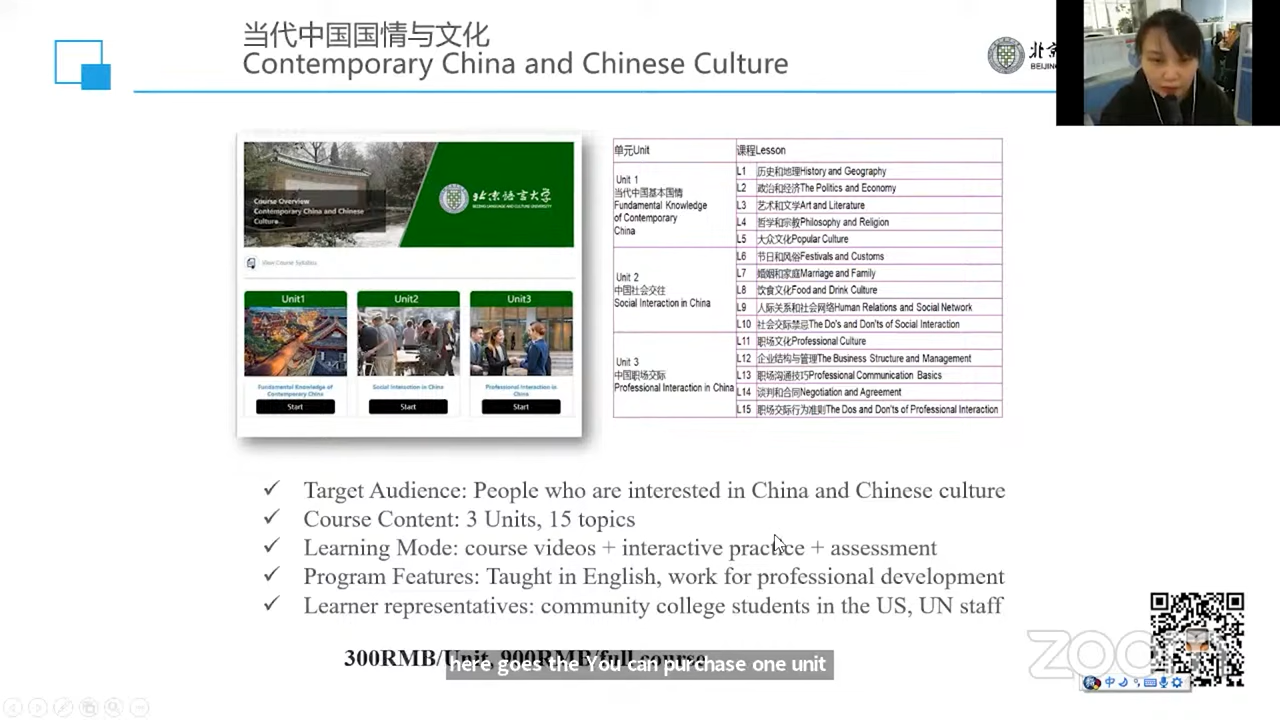 当代中国国情与文化
Contemporary China and Chinese Culture
北京
BEIJING
Course Overview
Contemporary China and Chinese
Culture
北京语言大学
BEIJING LANGUAGE AND CULTURE UNIVERSITY
View Course Syllabus
Unit1
Unit2
Unit3
Fundamental Knowledge of
Contemporary China
Social Interaction in China
Professional Interaction in
China
Start
Start
Start
单元Unit 课程Lesson
Unit 1
当代中国基本国情
Fundamental Knowledge
of Contemporary
China
L1 历史和地理History and Geography
L2 政治和经济The Politics and Economy
L3 艺术和文学Art and Literature
L4 哲学和宗教Philosophy and Religion
L5 大众文化Popular Culture
Unit 2
中国社会交往
Social Interaction in China
L6 节日和风俗Festivals and Customs
L7 婚姻和家庭Marriage and Family
L8 饮食文化Food and Drink Culture
L9 人际关系和社会网络Human Relations and Social Network
L10 社会交际禁忌The Do's and Don'ts of Social Interaction
Unit 3
中国职场交际
Professional Interaction in China
L11 职场文化Professional Culture
L12 企业结构与管理The Business Structure and Management
L13 职场沟通技巧Professional Communication Basics
L14 谈判和合同Negotiation and Agreement
L15 职场交际行为准则The Dos and Don'ts of Professional Interaction
✓ Target Audience: People who are interested in China and Chinese culture
✓ Course Content: 3 Units, 15 topics
✓ Learning Mode: course videos + interactive practice + assessment
✓ Program Features: Taught in English, work for professional development
✓ Learner representatives: community college students in the US, UN staff
300RMB/Unit, 900RMB/full course
here goes the You can purchase one unit
zoom
中